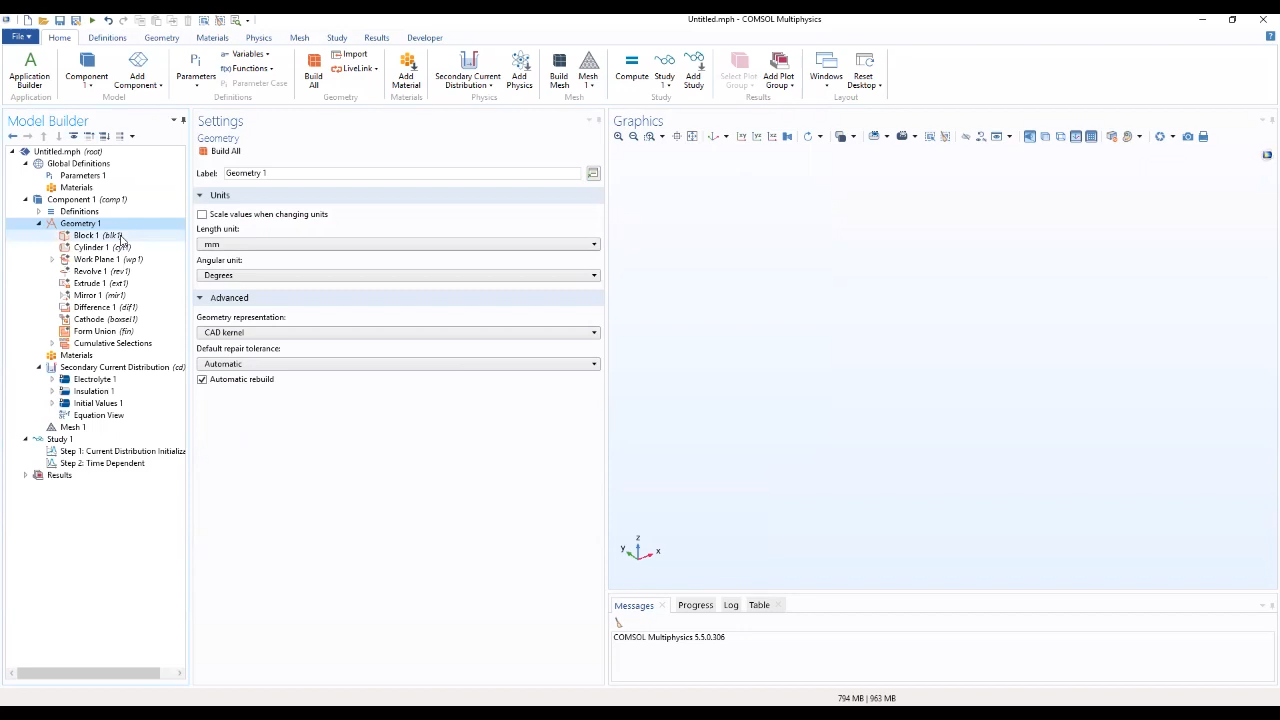 Untitled.mph - COMSOL Multiphysics
File Home Definitions Geometry Materials Physics Mesh Study Results Developer
Application Builder
Component 1
Add Component
Parameters
Variables
Functions
Parameter Case
Build All
Import
LiveLink
Add Material
Secondary Current Distribution
Add Physics
Build Mesh
Mesh 1
Compute
Study 1
Add Study
Select Plot Group
Add Plot Group
Windows
Reset Desktop
Application Model Definitions Geometry Materials Physics Mesh Study Results Layout
Model Builder
Untitled.mph (root)
Global Definitions
Parameters 1
Materials
Component 1 (comp1)
Definitions
Geometry 1
Block 1 (blk1)
Cylinder 1 (cyl1)
Work Plane 1 (wp1)
Revolve 1 (rev1)
Extrude 1 (ext1)
Mirror 1 (mir1)
Difference 1 (dif1)
Cathode (boxsel1)
Form Union (fin)
Cumulative Selections
Materials
Secondary Current Distribution (cd)
Electrolyte 1
Insulation 1
Initial Values 1
Equation View
Mesh 1
Study 1
Step 1: Current Distribution Initializa
Step 2: Time Dependent
Results
Settings
Geometry
Build All
Label: Geometry 1
Units
Scale values when changing units
Length unit:
mm
Angular unit:
Degrees
Advanced
Geometry representation:
CAD kernel
Default repair tolerance:
Automatic
Automatic rebuild
Graphics
z
y x
Messages Progress Log Table
COMSOL Multiphysics 5.5.0.306
794 MB | 963 MB